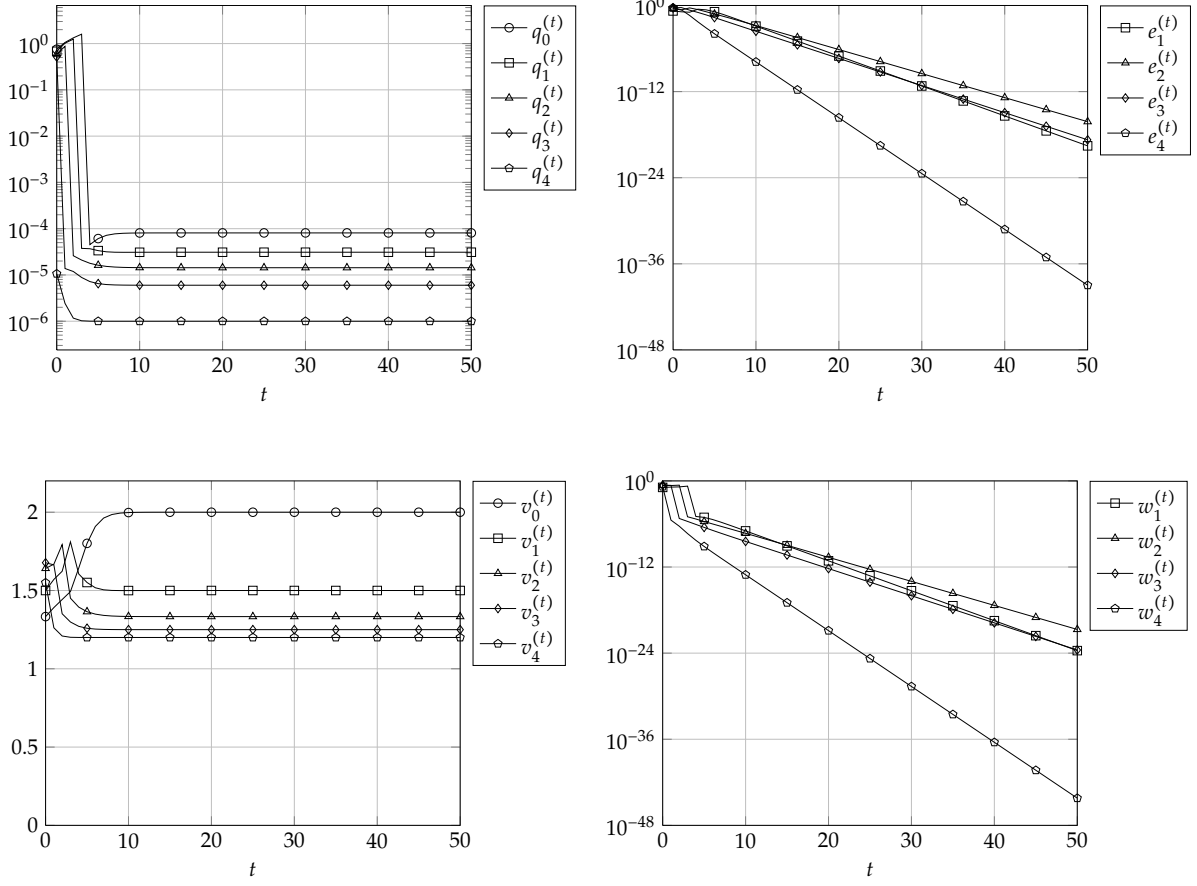 10^0
10^{−1}
10^{−2}
10^{−3}
10^{−4}
10^{−5}
10^{−6}
0 10 20 30 40 50
t
q_0^{(t)}
q_1^{(t)}
q_2^{(t)}
q_3^{(t)}
q_4^{(t)}
10^0
10^{−12}
10^{−24}
10^{−36}
10^{−48}
0 10 20 30 40 50
t
e_1^{(t)}
e_2^{(t)}
e_3^{(t)}
e_4^{(t)}
2
1.5
1
0.5
0
0 10 20 30 40 50
t
v_0^{(t)}
v_1^{(t)}
v_2^{(t)}
v_3^{(t)}
v_4^{(t)}
10^0
10^{−12}
10^{−24}
10^{−36}
10^{−48}
0 10 20 30 40 50
t
w_1^{(t)}
w_2^{(t)}
w_3^{(t)}
w_4^{(t)}